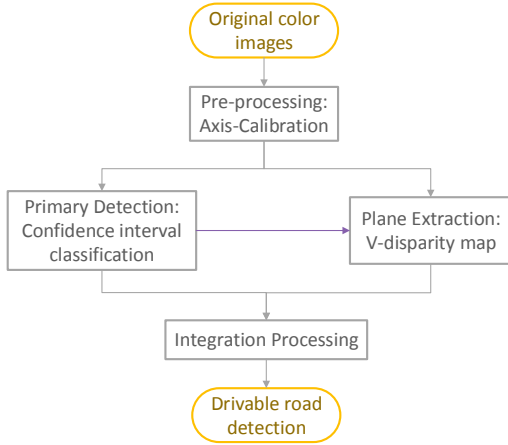 Original color
images
Pre-processing:
Axis-Calibration
Primary Detection:
Confidence interval
classification
Plane Extraction:
V-disparity map
Integration Processing
Drivable road
detection